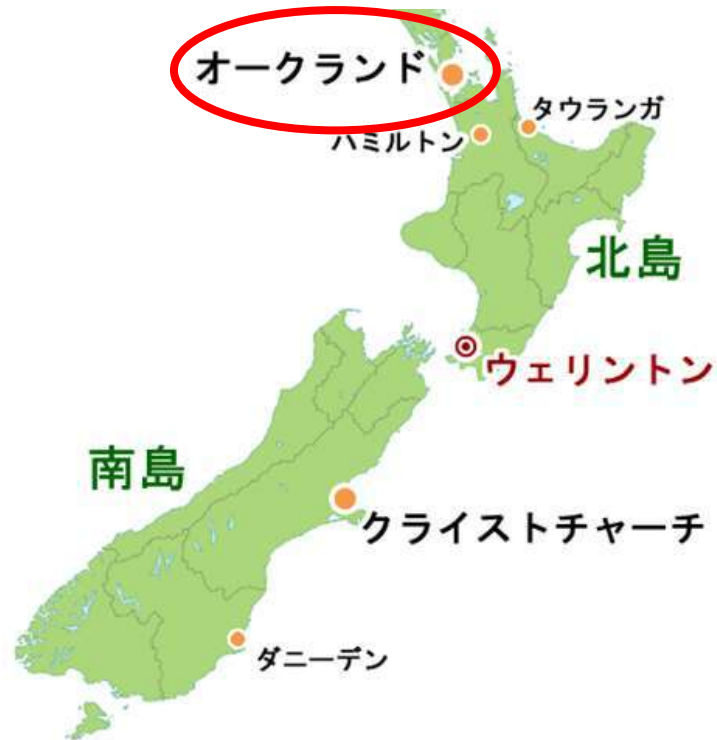 オークランド
タウランガ
ハミルトン
北島
ウェリントン
南島
クライストチャーチ
ダニーデン